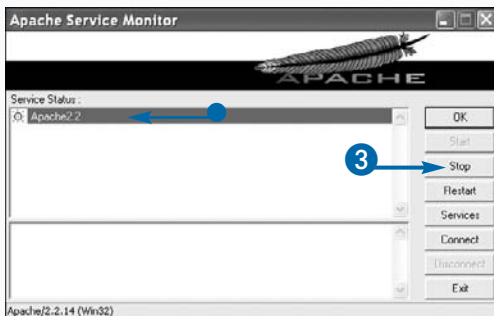 Apache Service Monitor
APACHE
Service Status :
Apache2.2
OK
Start
3
Stop
Restart
Services
Connect
Disconnect
Exit
Apache/2.2.14 (Win32)